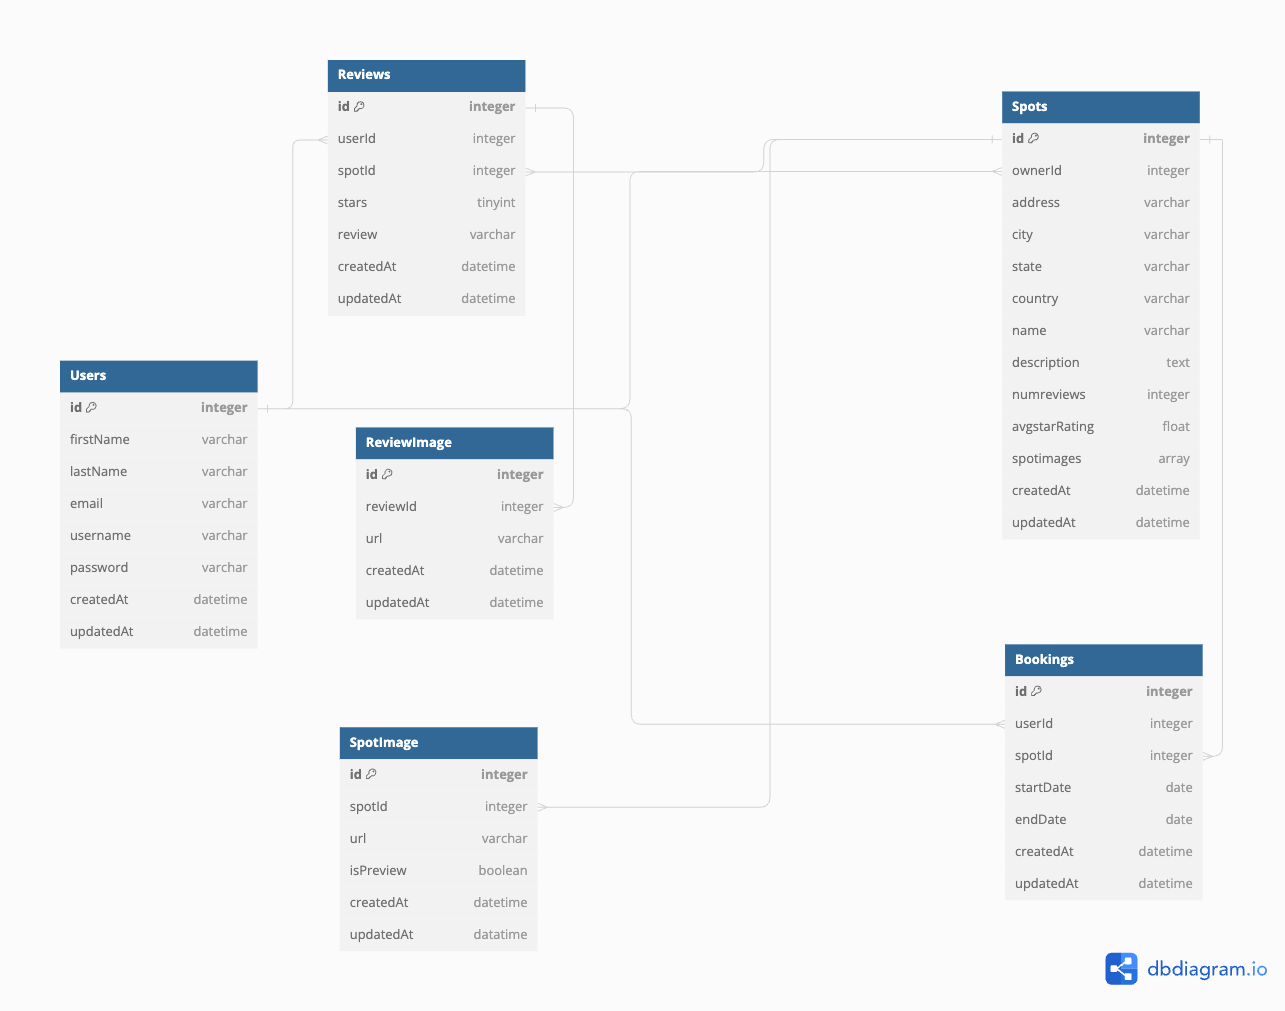 Reviews
id integer
userId integer
spotId integer
stars tinyint
review varchar
createdAt datetime
updatedAt datetime
Spots
id integer
ownerId integer
address varchar
city varchar
state varchar
country varchar
name varchar
description text
numreviews integer
avgstarRating float
spotimages array
createdAt datetime
updatedAt datetime
Users
id integer
firstName varchar
lastName varchar
email varchar
username varchar
password varchar
createdAt datetime
updatedAt datetime
ReviewImage
id integer
reviewId integer
url varchar
createdAt datetime
updatedAt datetime
Bookings
id integer
userId integer
spotId integer
startDate date
endDate date
createdAt datetime
updatedAt datetime
SpotImage
id integer
spotId integer
url varchar
isPreview boolean
createdAt datetime
updatedAt datatime
dbdiagram.io